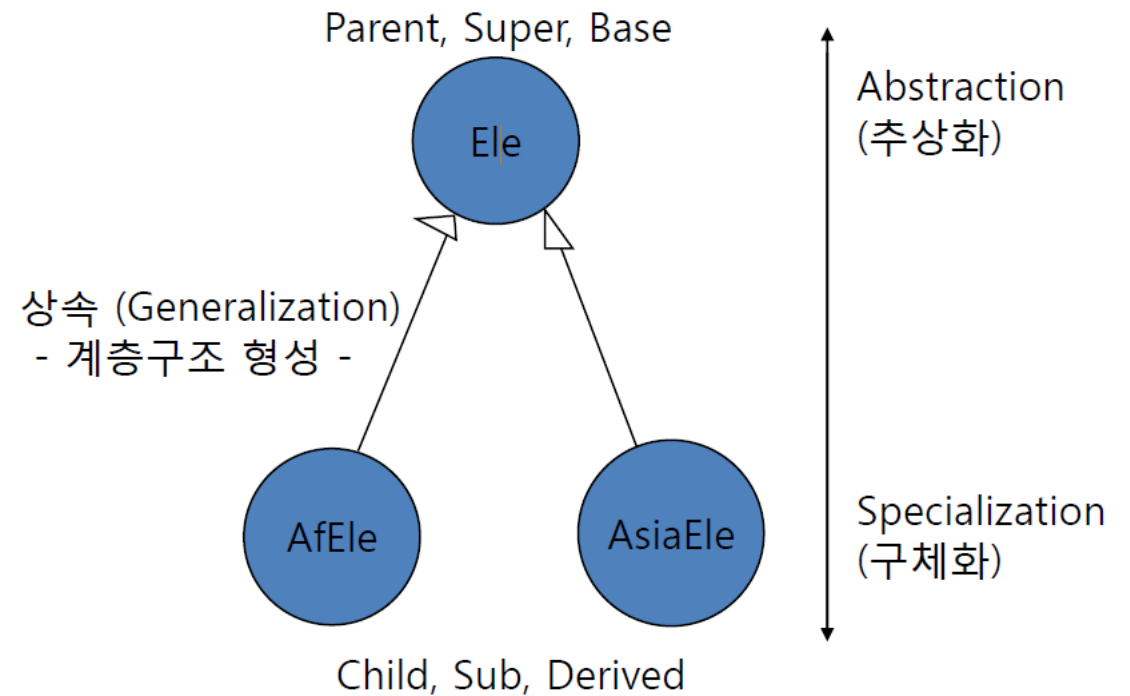 Parent, Super, Base
Ele
Abstraction
(추상화)
상속 (Generalization)
- 계층구조 형성 -
AfEle
AsiaEle
Specialization
(구체화)
Child, Sub, Derived